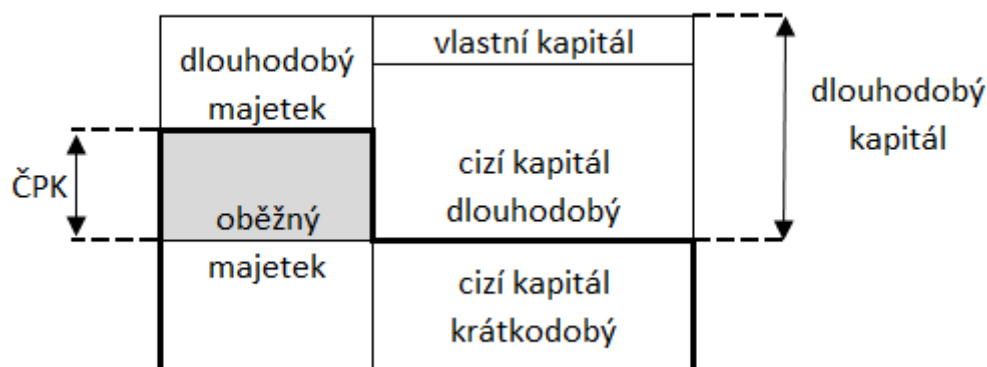 vlastní kapitál
dlouhodobý
majetek
dlouhodobý
kapitál
ČPK
cizí kapitál
dlouhodobý
oběžný
majetek
cizí kapitál
krátkodobý